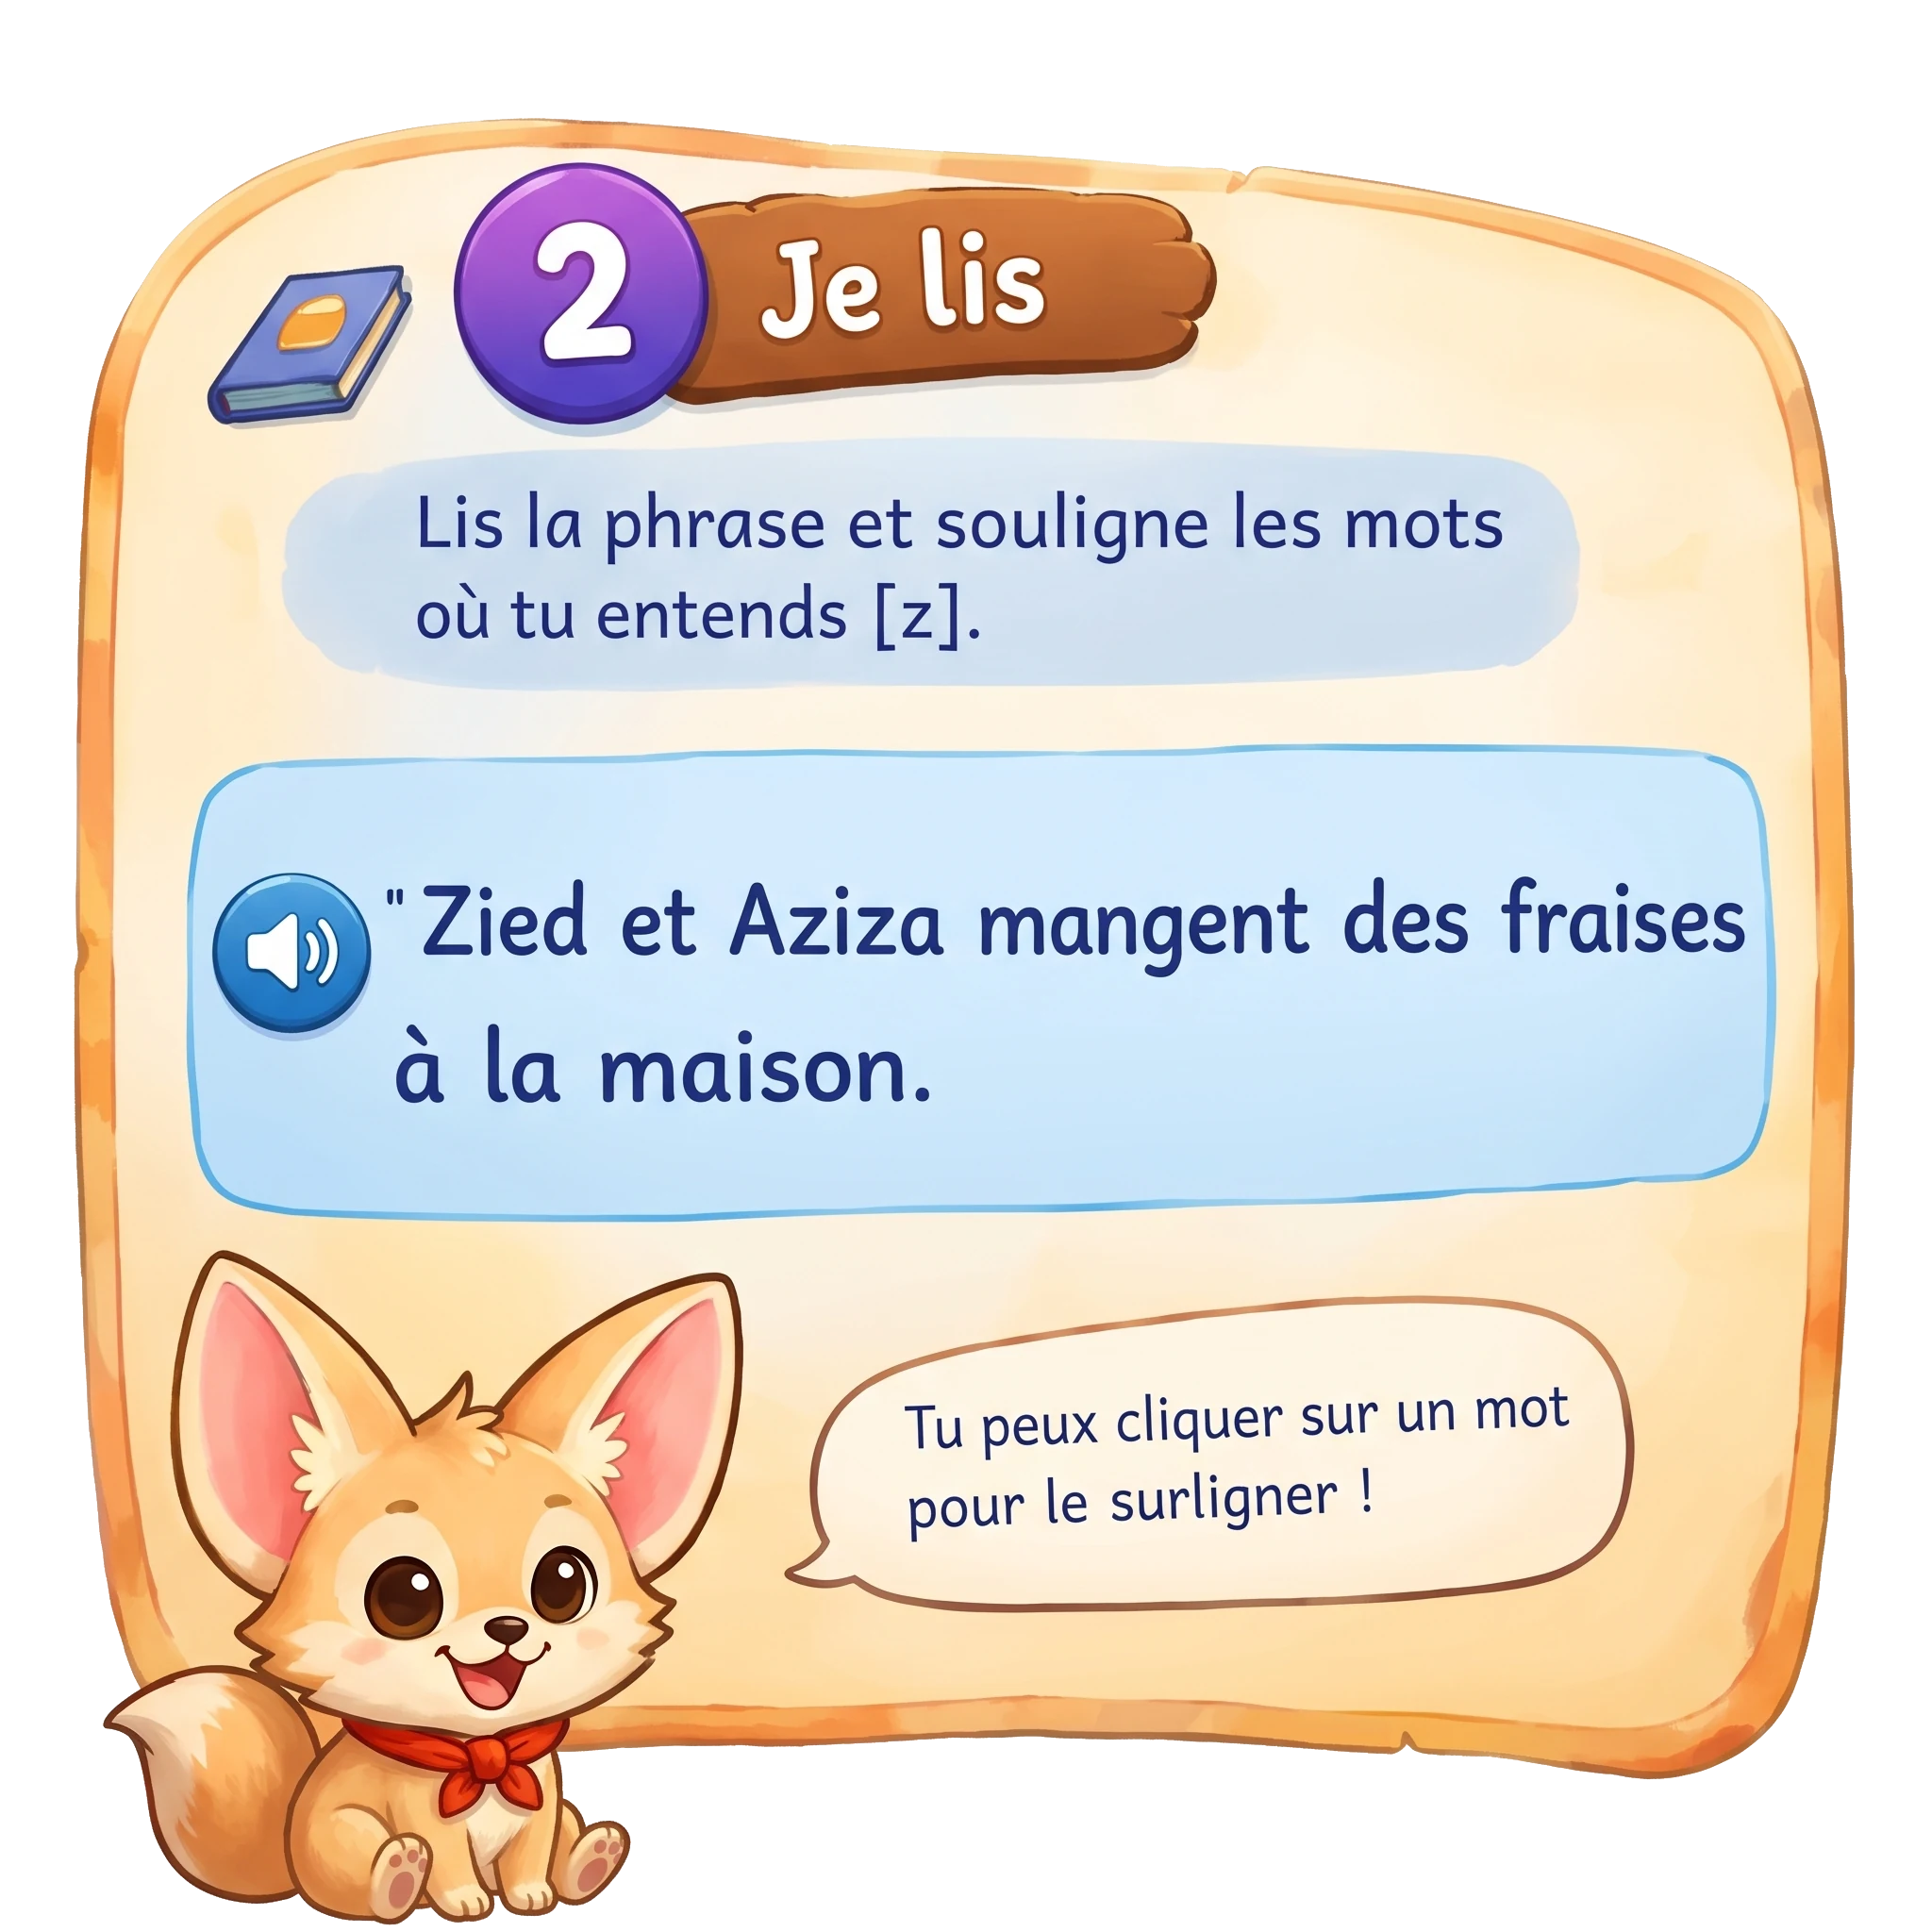 2 Je lis
Lis la phrase et souligne les mots
où tu entends [z].
" Zied et Aziza mangent des fraises
à la maison.
Tu peux cliquer sur un mot
pour le surligner !